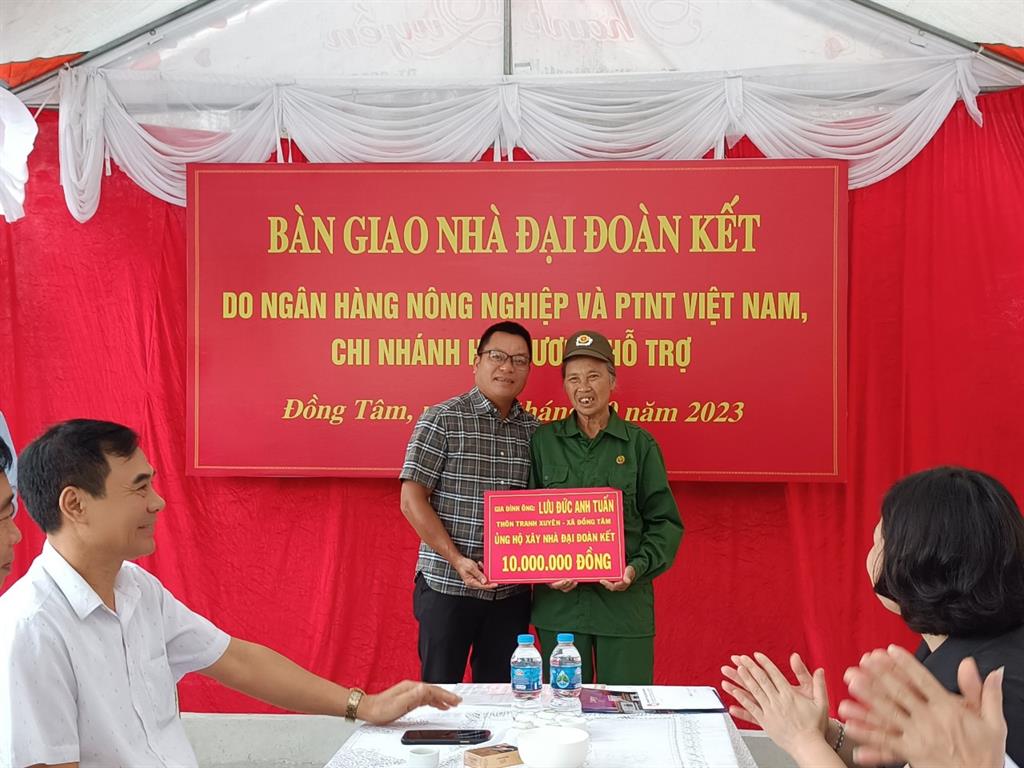 Thanh Quyền
BÀN GIAO NHÀ ĐẠI ĐOÀN KẾT
DO NGÂN HÀNG NÔNG NGHIỆP VÀ PTNT VIỆT NAM,
CHI NHÁNH HỖ TRỢ
Đồng Tâm, năm 2023
GIA ĐÌNH ÔNG: LƯU ĐỨC ANH TUẤN
THÔN TRANH XUYÊN - XÃ ĐỒNG TÂM
ỦNG HỘ XÂY NHÀ ĐẠI ĐOÀN KẾT
10.000.000 ĐỒNG